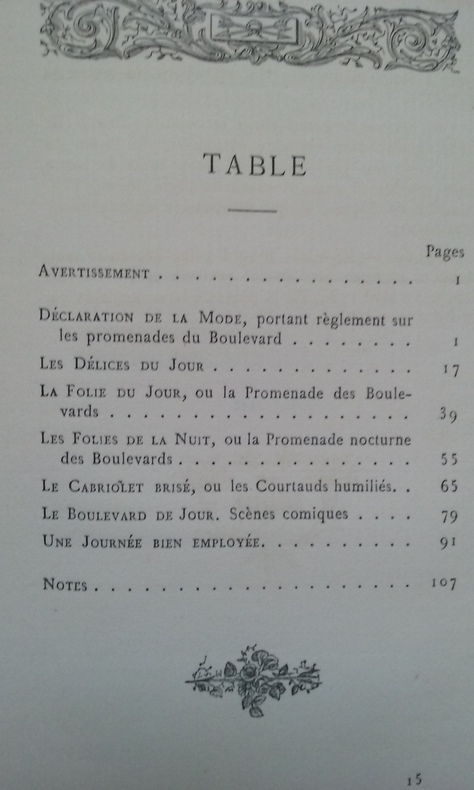 TABLE
Pages
AVERTISSEMENT . . . . . . . . . . . . . . . . 1
DÉCLARATION DE LA MODE, portant règlement sur
les promenades du Boulevard . . . . . . . . 1
LES DÉLICES DU JOUR . . . . . . . . . . . . . 17
LA FOLIE DU JOUR, ou la Promenade des Boule-
vards . . . . . . . . . . . . . . . . . . . 39
LES FOLIES DE LA NUIT, ou la Promenade nocturne
des Boulevards . . . . . . . . . . . . . . . 55
LE CABRIOLET BRISÉ, ou les Courtauds humiliés. . 65
LE BOULEVARD DE JOUR. Scènes comiques . . . . 79
UNE JOURNÉE BIEN EMPLOYÉE. . . . . . . . . . 91
NOTES . . . . . . . . . . . . . . . . . . . . 107
15